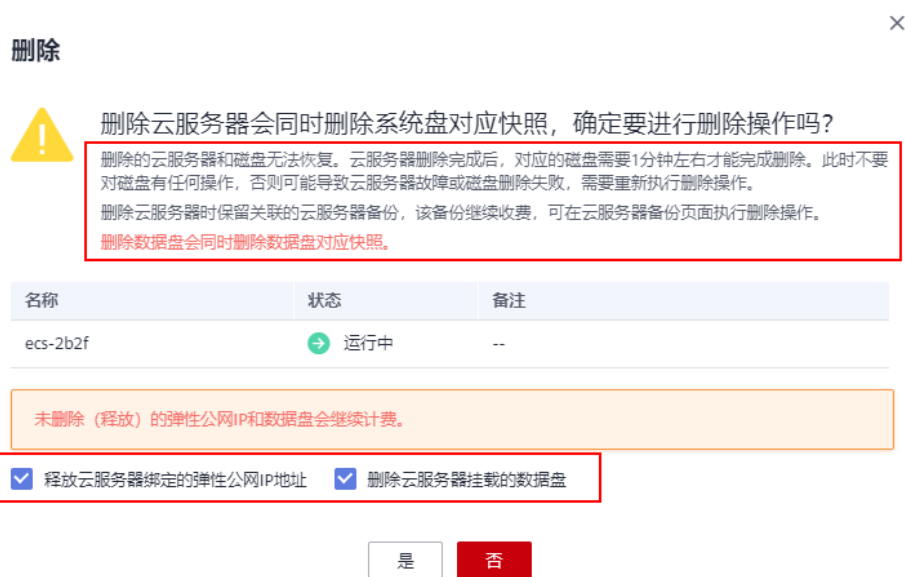 删除
删除云服务器会同时删除系统盘对应快照，确定要进行删除操作吗？
删除的云服务器和磁盘无法恢复。云服务器删除完成后，对应的磁盘需要1分钟左右才能完成删除。此时不要
对磁盘有任何操作，否则可能导致云服务器故障或磁盘删除失败，需要重新执行删除操作。
删除云服务器时保留关联的云服务器备份，该备份继续收费，可在云服务器备份页面执行删除操作。
删除数据盘会同时删除数据盘对应快照。
名称 状态 备注
ecs-2b2f 运行中 --
未删除（释放）的弹性公网IP和数据盘会继续计费。
释放云服务器绑定的弹性公网IP地址 删除云服务器挂载的数据盘
是 否